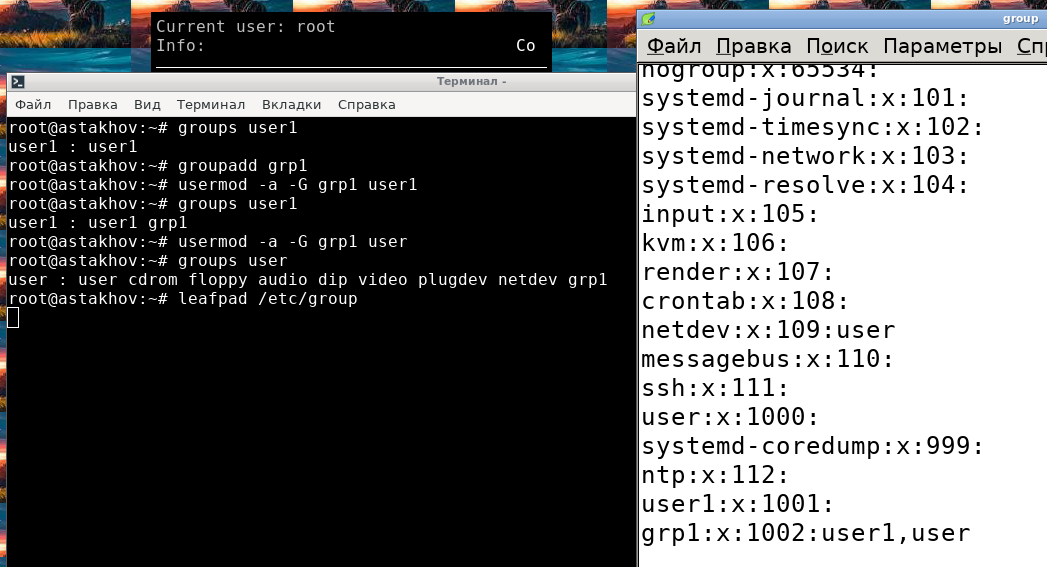 Current user: root
Info: Co
Терминал -
Файл Правка Вид Терминал Вкладки Справка
root@astakhov:~# groups user1
user1 : user1
root@astakhov:~# groupadd grp1
root@astakhov:~# usermod -a -G grp1 user1
root@astakhov:~# groups user1
user1 : user1 grp1
root@astakhov:~# usermod -a -G grp1 user
root@astakhov:~# groups user
user : user cdrom floppy audio dip video plugdev netdev grp1
root@astakhov:~# leafpad /etc/group
group
Файл Правка Поиск Параметры Спр
nogroup:x:65534:
systemd-journal:x:101:
systemd-timesync:x:102:
systemd-network:x:103:
systemd-resolve:x:104:
input:x:105:
kvm:x:106:
render:x:107:
crontab:x:108:
netdev:x:109:user
messagebus:x:110:
ssh:x:111:
user:x:1000:
systemd-coredump:x:999:
ntp:x:112:
user1:x:1001:
grp1:x:1002:user1,user